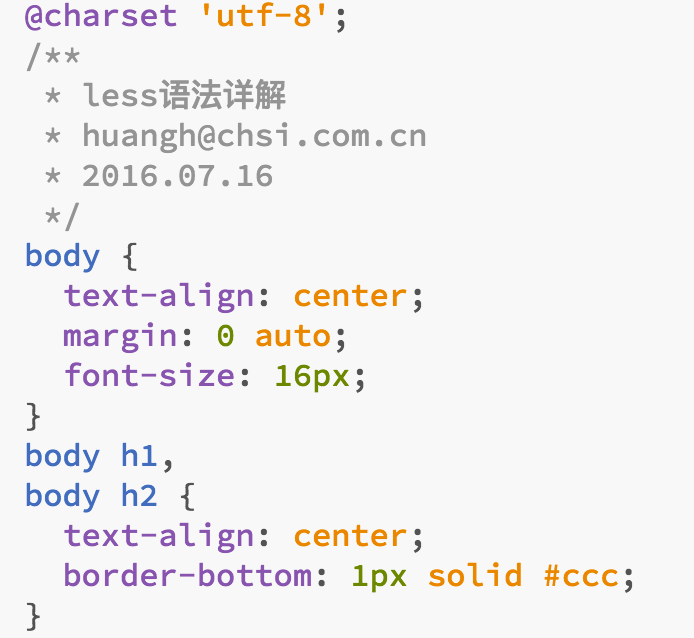 @charset 'utf-8';
/**
 * less语法详解
 * huangh@chsi.com.cn
 * 2016.07.16
 */
body {
  text-align: center;
  margin: 0 auto;
  font-size: 16px;
}
body h1,
body h2 {
  text-align: center;
  border-bottom: 1px solid #ccc;
}